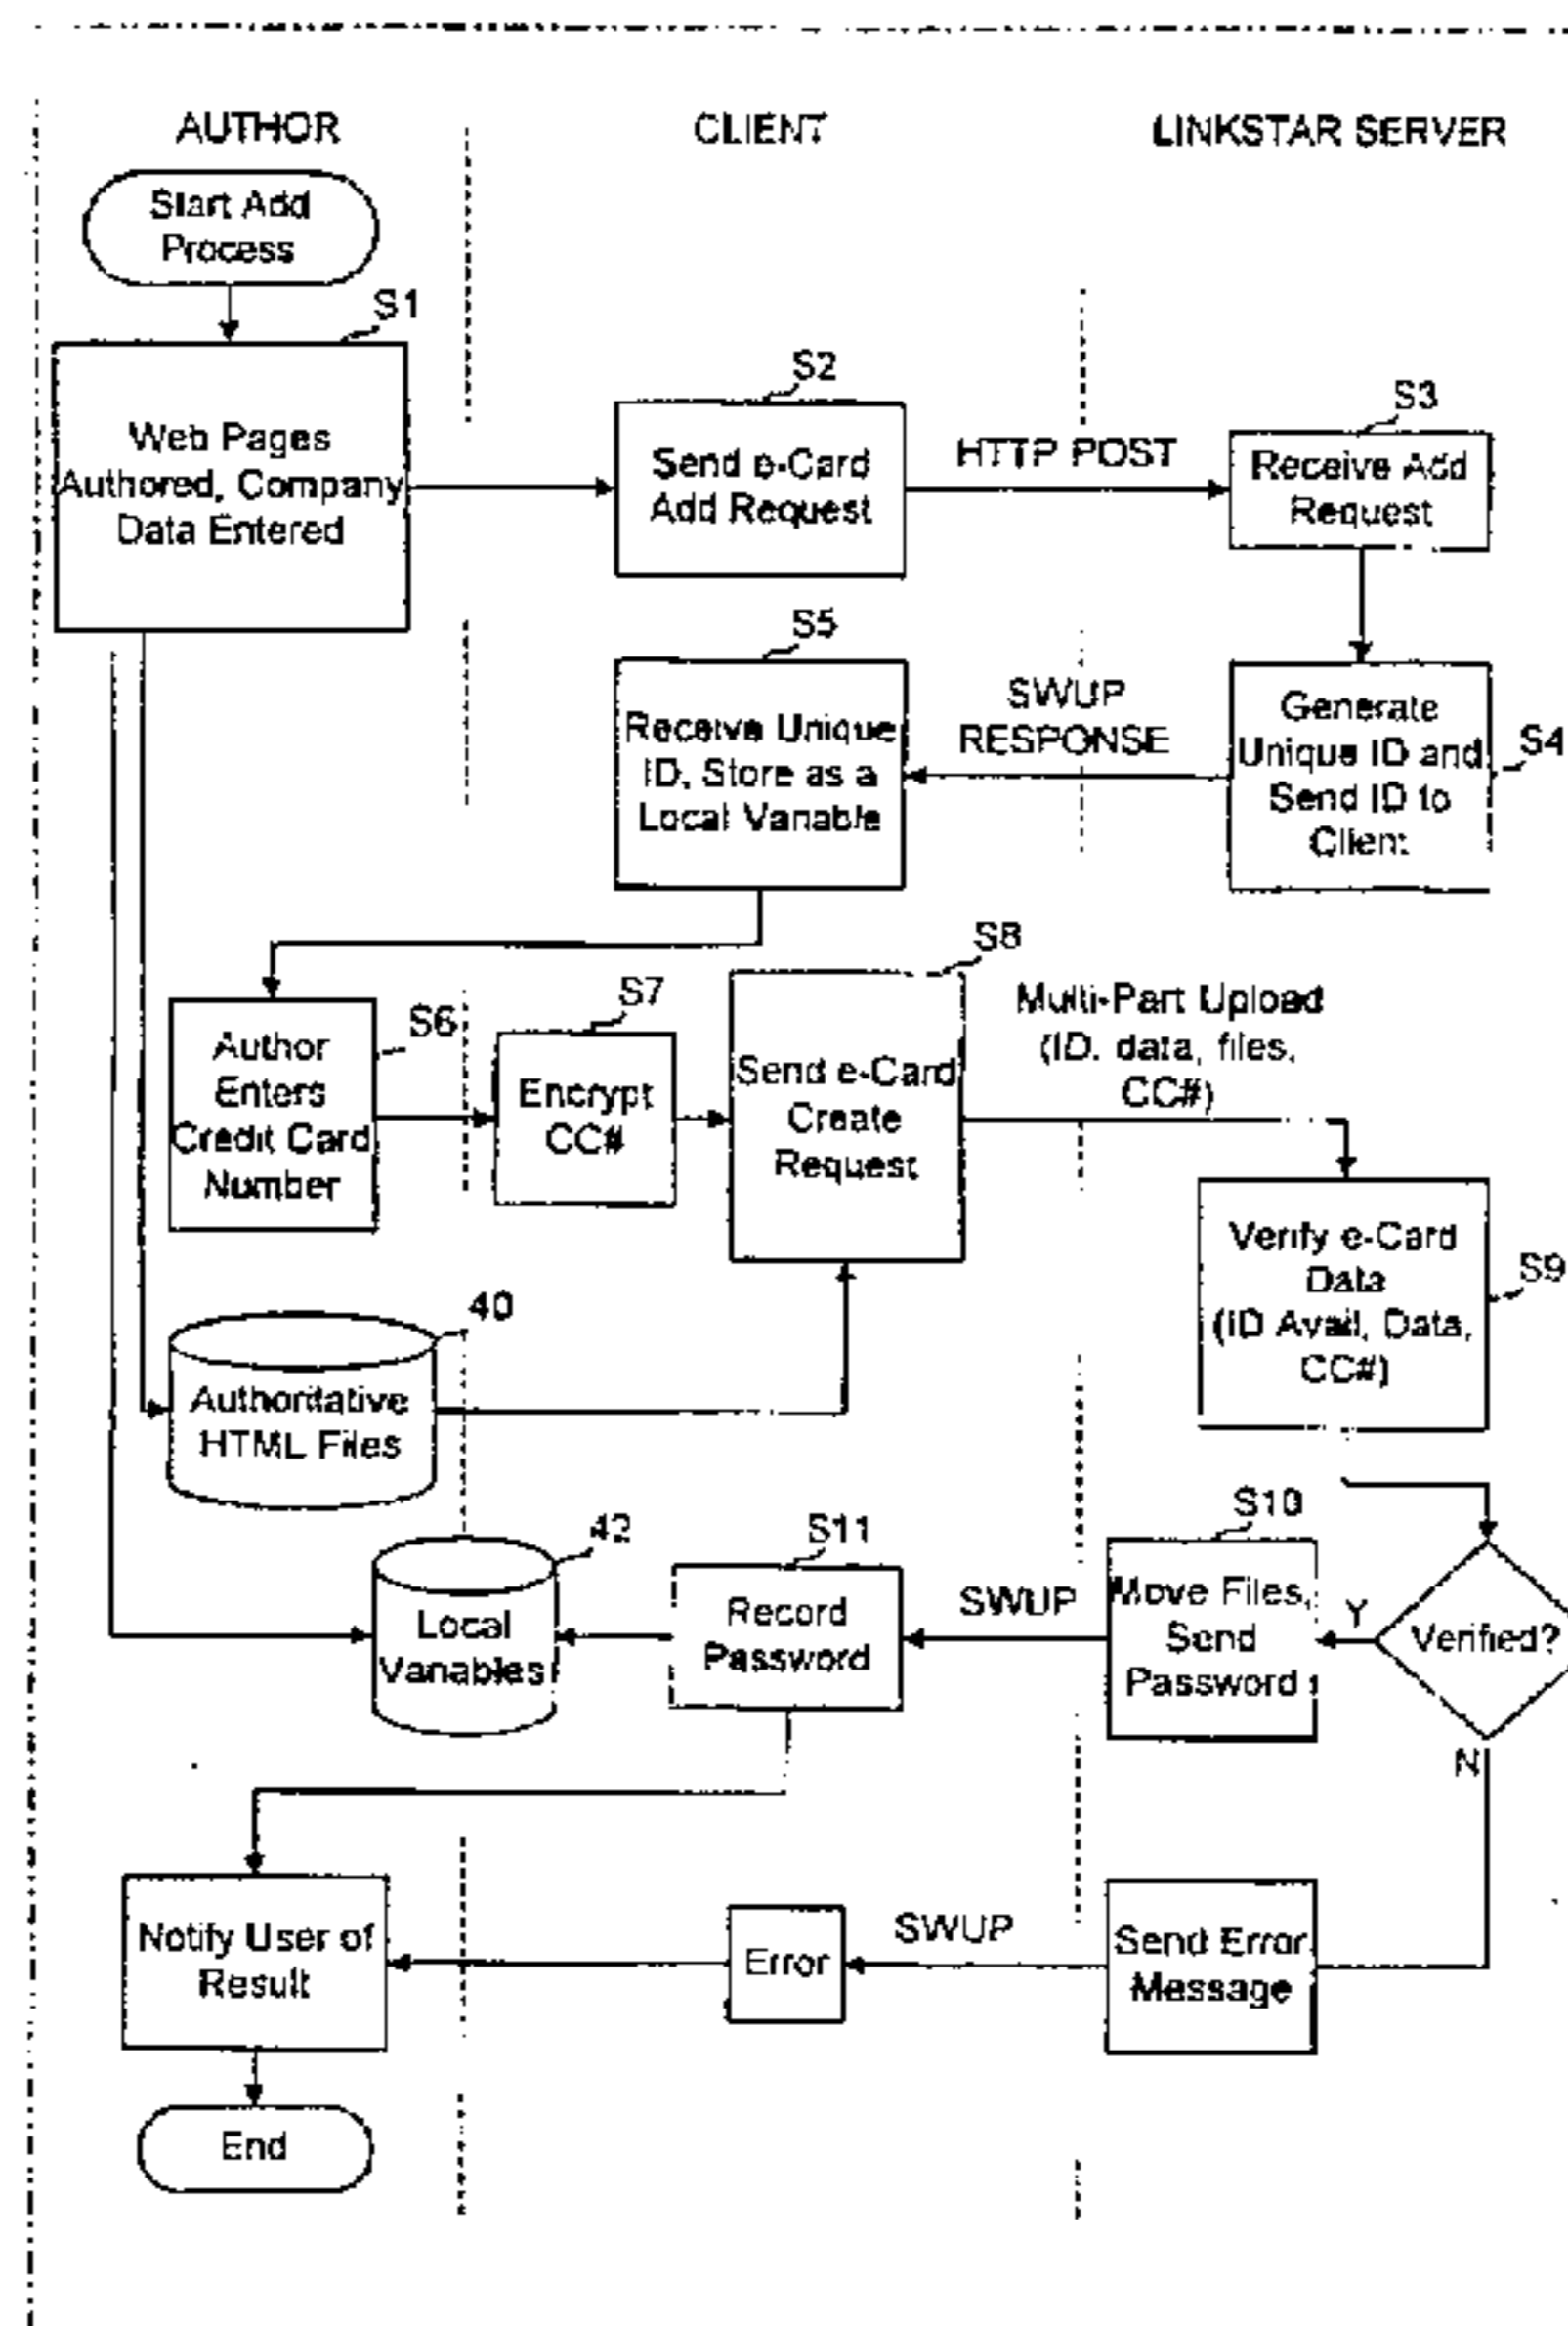 AUTHOR
CLIENT
LINKSTAR SERVER
Start Add
Process
S1
Web Pages
Authored, Company
Data Entered
S2
Send e-Card
Add Request
HTTP POST
S3
Receive Add
Request
S5
Receive Unique
ID, Store as a
Local Variable
SWUP
RESPONSE
Generate
Unique ID and
Send ID to
Client
S4
S6
Author
Enters
Credit Card
Number
S7
Encrypt
CC#
S8
Send e-Card
Create
Request
Multi-Part Upload
(ID, data, files,
CC#)
Verify e-Card
Data
(ID Avail, Data,
CC#)
S9
40
Authoritative
HTML Files
42
Local
Variables
S11
Record
Password
SWUP
S10
Move Files,
Send
Password
Y
Verified?
N
Notify User of
Result
Error
SWUP
Send Error
Message
End